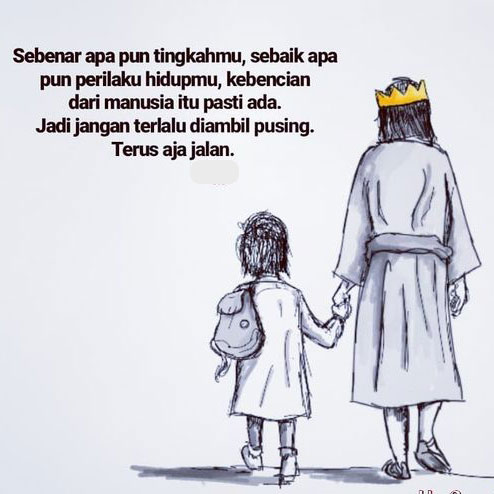 Sebenar apa pun tingkahmu, sebaik apa
pun perilaku hidupmu, kebencian
dari manusia itu pasti ada.
Jadi jangan terlalu diambil pusing.
Terus aja jalan.